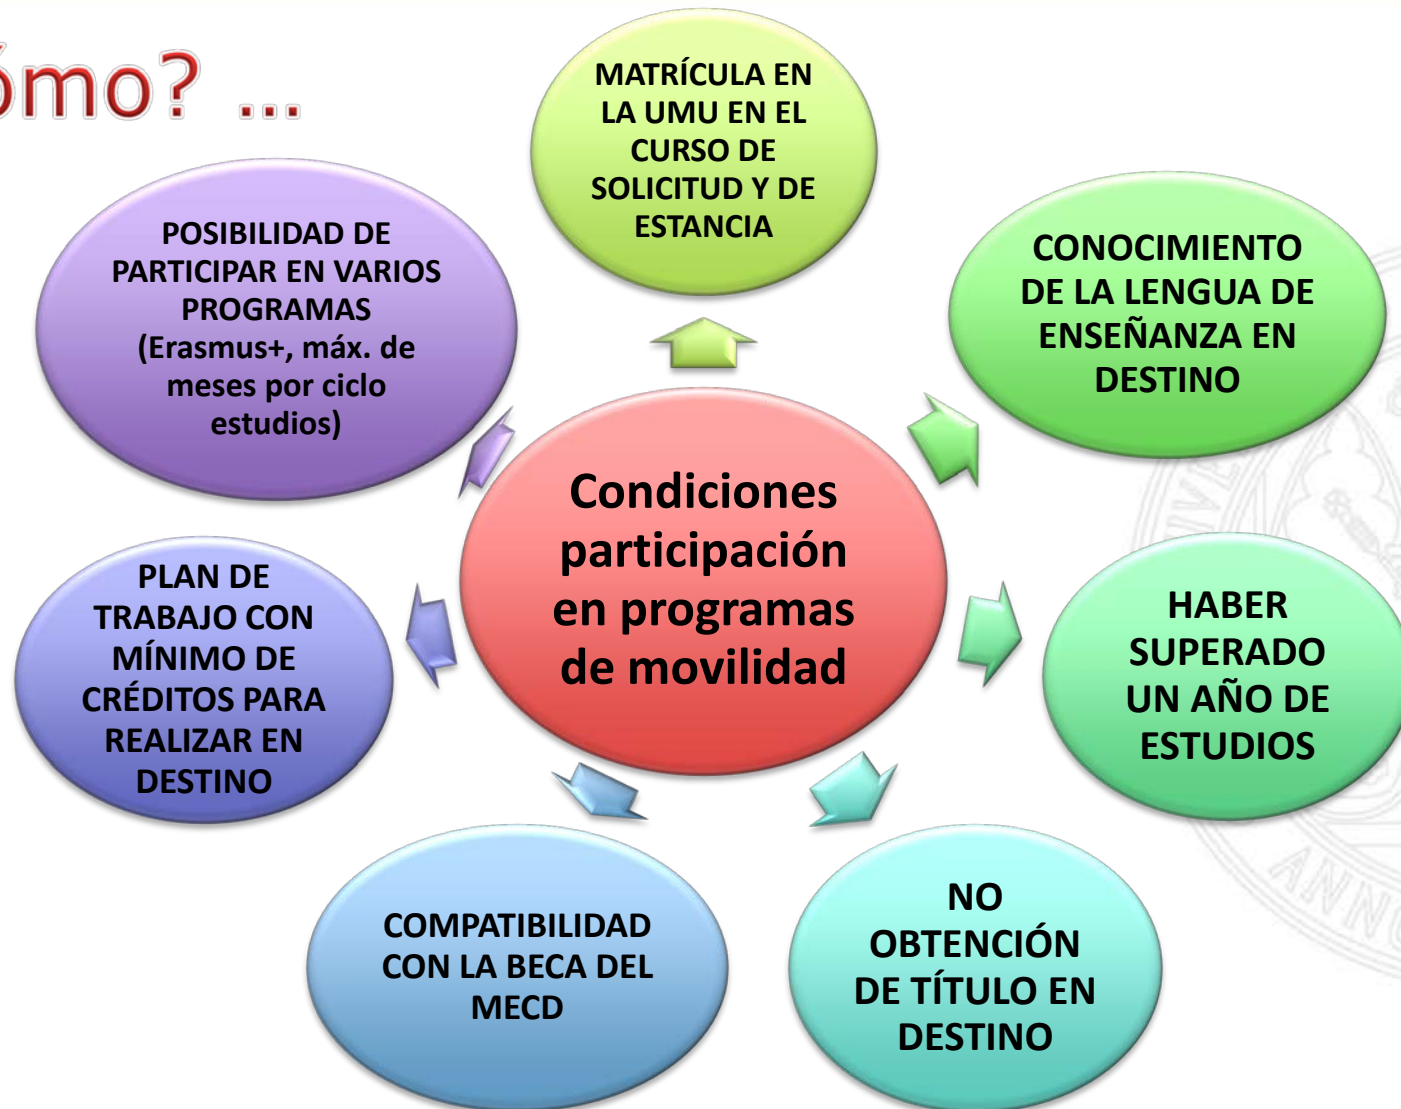 ómo? ...
MATRÍCULA EN
LA UMU EN EL
CURSO DE
SOLICITUD Y DE
ESTANCIA
CONOCIMIENTO
DE LA LENGUA DE
ENSEÑANZA EN
DESTINO
HABER
SUPERADO
UN AÑO DE
ESTUDIOS
NO
OBTENCIÓN
DE TÍTULO EN
DESTINO
COMPATIBILIDAD
CON LA BECA DEL
MECD
PLAN DE
TRABAJO CON
MÍNIMO DE
CRÉDITOS PARA
REALIZAR EN
DESTINO
POSIBILIDAD DE
PARTICIPAR EN VARIOS
PROGRAMAS
(Erasmus+, máx. de
meses por ciclo
estudios)
Condiciones
participación
en programas
de movilidad